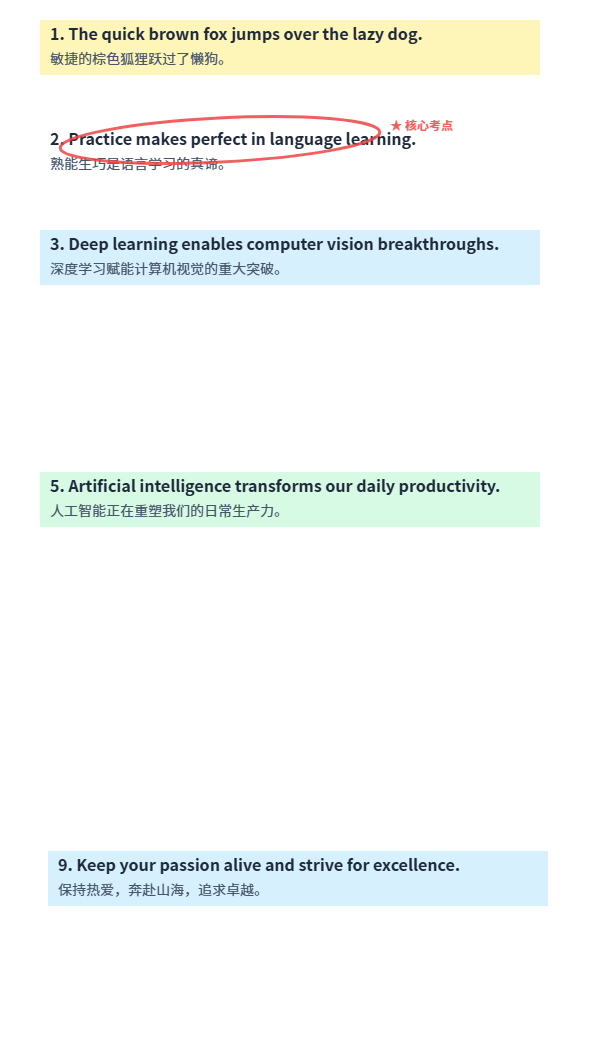 1. The quick brown fox jumps over the lazy dog.
敏捷的棕色狐狸跃过了懒狗。
★ 核心考点
2. Practice makes perfect in language learning.
熟能生巧是语言学习的真谛。
3. Deep learning enables computer vision breakthroughs.
深度学习赋能计算机视觉的重大突破。
5. Artificial intelligence transforms our daily productivity.
人工智能正在重塑我们的日常生产力。
9. Keep your passion alive and strive for excellence.
保持热爱，奔赴山海，追求卓越。